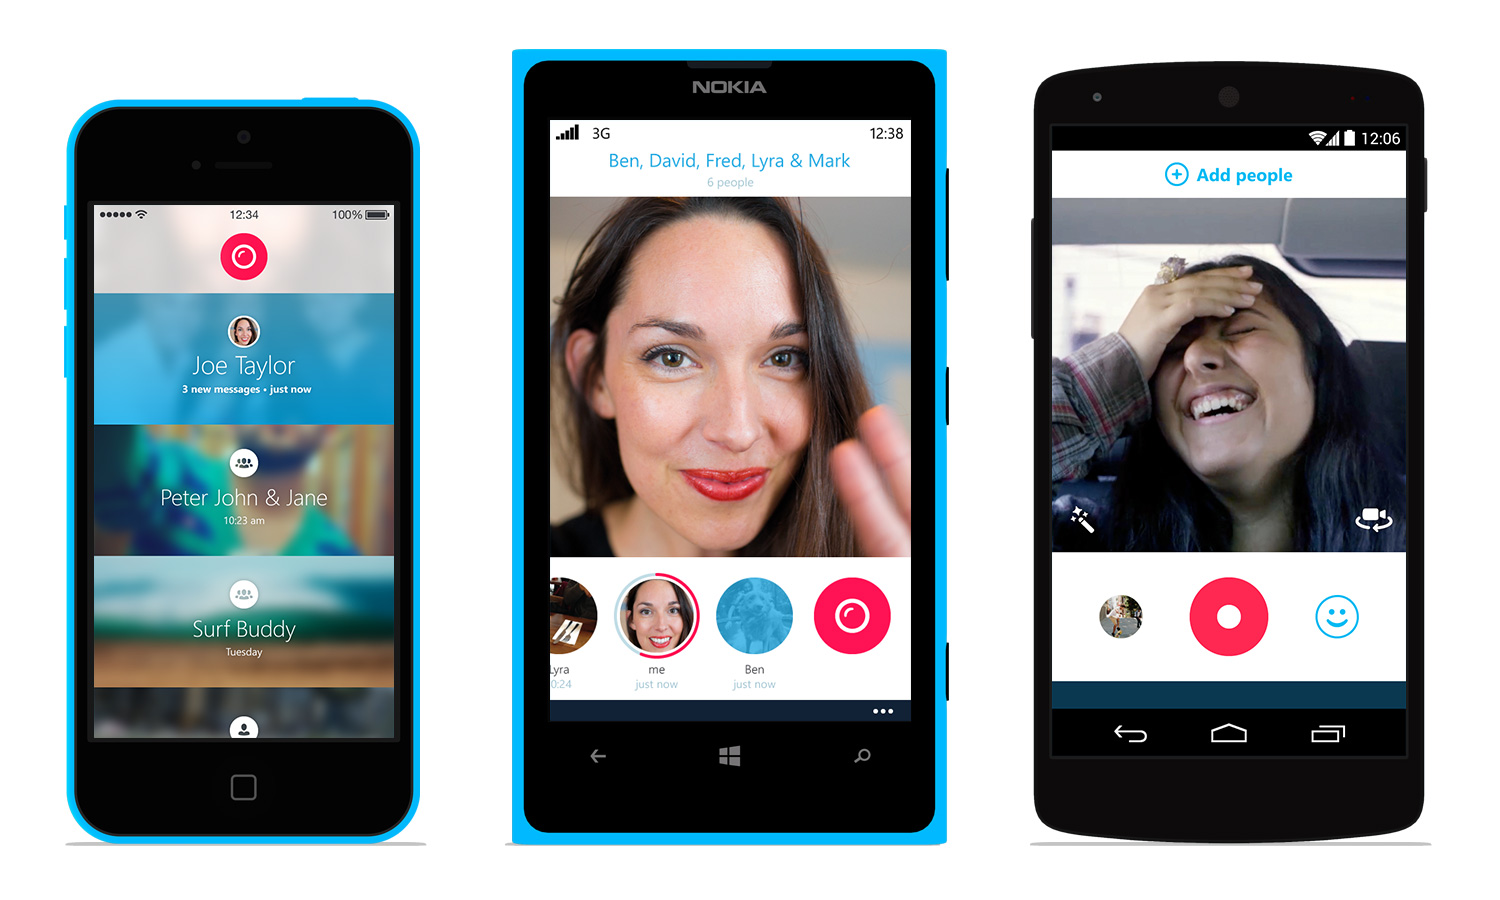 12:34
100%
Joe Taylor
3 new messages • just now
Peter John & Jane
10:23 am
Surf Buddy
Tuesday
NOKIA
3G
12:38
Ben, David, Fred, Lyra & Mark
6 people
Lyra
0:24
me
just now
Ben
just now
12:06
Add people